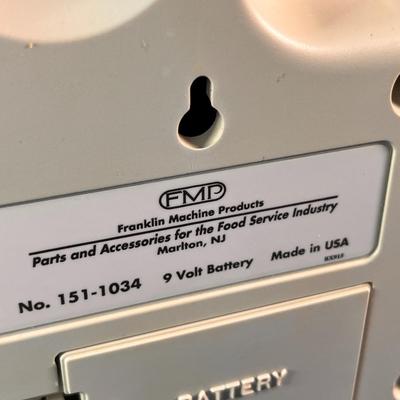 FMP
Franklin Machine Products
Parts and Accessories for the Food Service Industry
Marlton, NJ
No. 151-1034 9 Volt Battery Made in USA
BATTERY